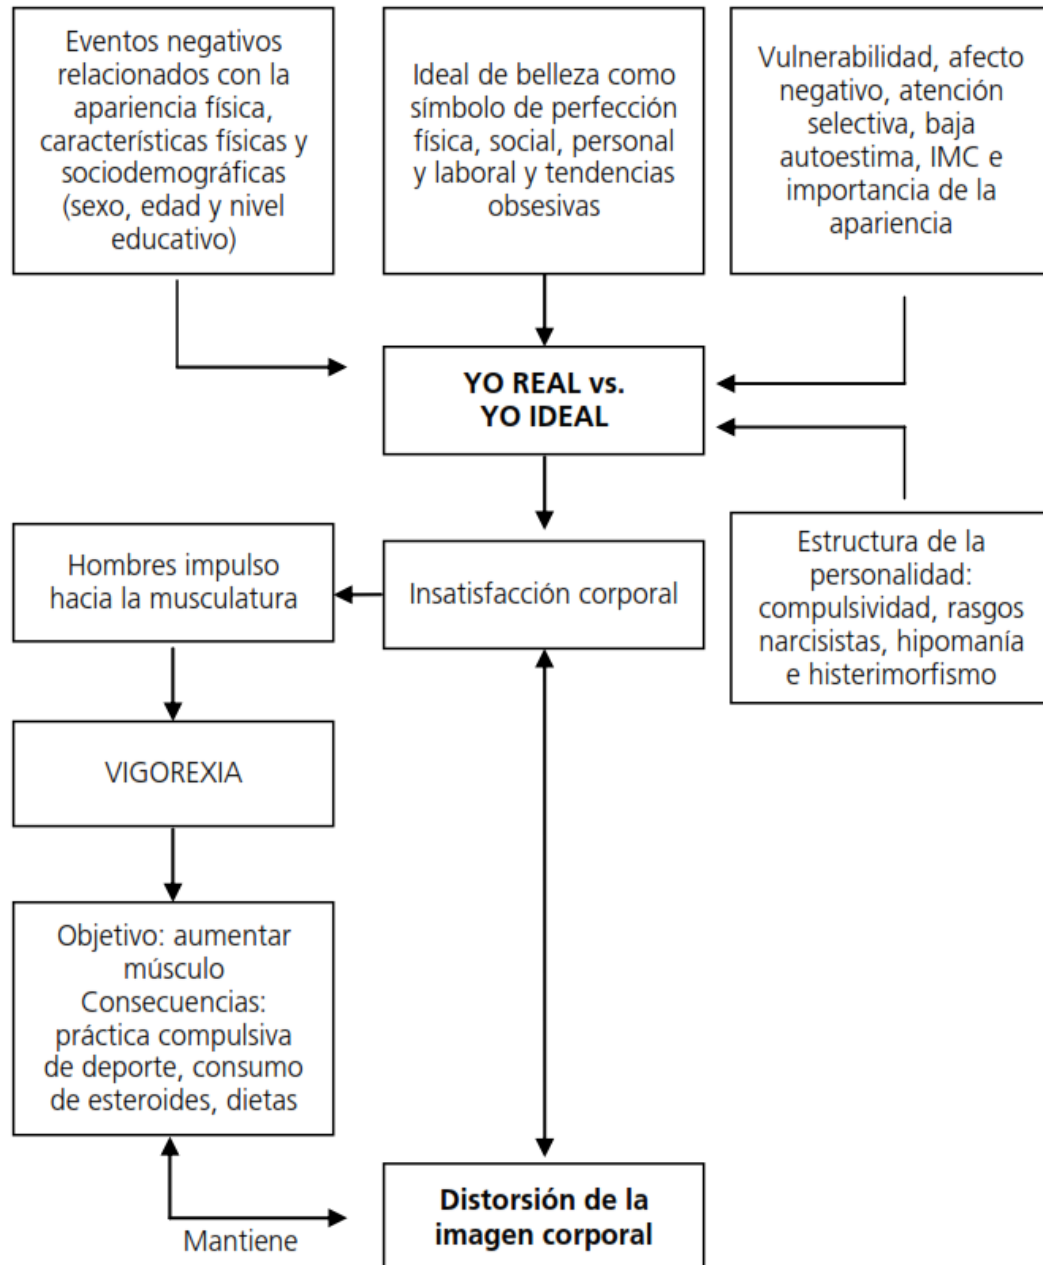 Eventos negativos
relacionados con la
apariencia física,
características físicas y
sociodemográficas
(sexo, edad y nivel
educativo)
Ideal de belleza como
símbolo de perfección
física, social, personal
y laboral y tendencias
obsesivas
Vulnerabilidad, afecto
negativo, atención
selectiva, baja
autoestima, IMC e
importancia de la
apariencia
YO REAL vs.
YO IDEAL
Hombres impulso
hacia la musculatura
Insatisfacción corporal
Estructura de la
personalidad:
compulsividad, rasgos
narcisistas, hipomanía
e histerimorfismo
VIGOREXIA
Objetivo: aumentar
músculo
Consecuencias:
práctica compulsiva
de deporte, consumo
de esteroides, dietas
Mantiene
Distorsión de la
imagen corporal